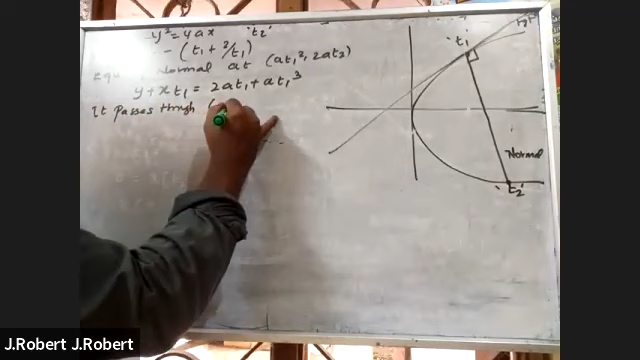 y² = 4ax 't₂'
- (t₁ + 2/t₁)
Normal at (at₁², 2at₂)
y + xt₁ = 2at₁ + at₁³
It passes through (
't₁'
Normal
't₂'
J.Robert J.Robert